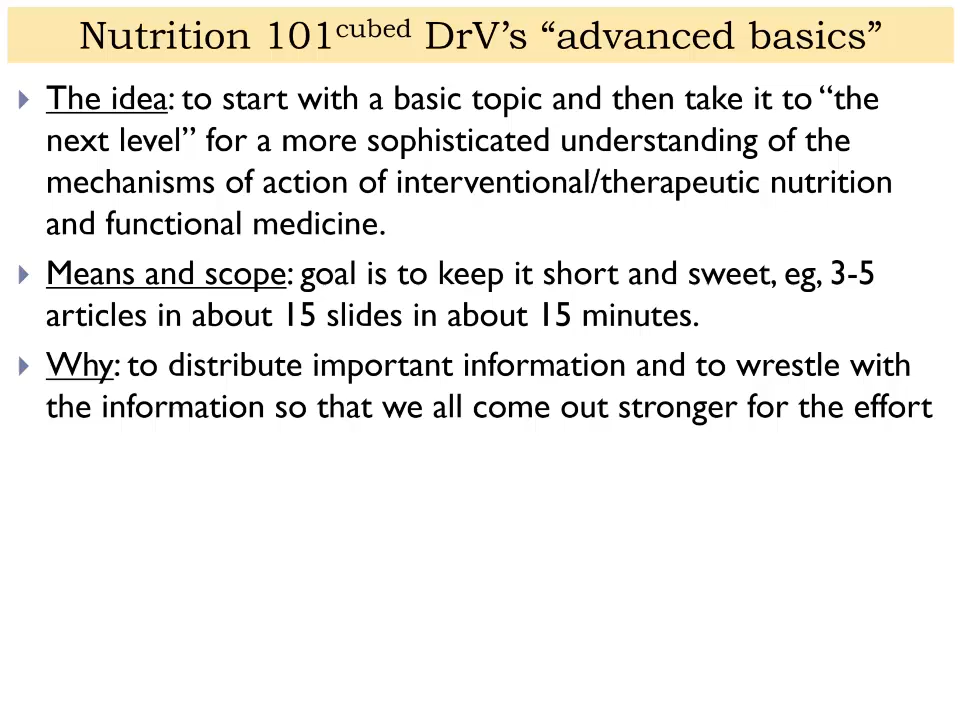 Nutrition 101cubed DrV’s “advanced basics”
The idea: to start with a basic topic and then take it to “the
next level” for a more sophisticated understanding of the
mechanisms of action of interventional/therapeutic nutrition
and functional medicine.
Means and scope: goal is to keep it short and sweet, eg, 3-5
articles in about 15 slides in about 15 minutes.
Why: to distribute important information and to wrestle with
the information so that we all come out stronger for the effort